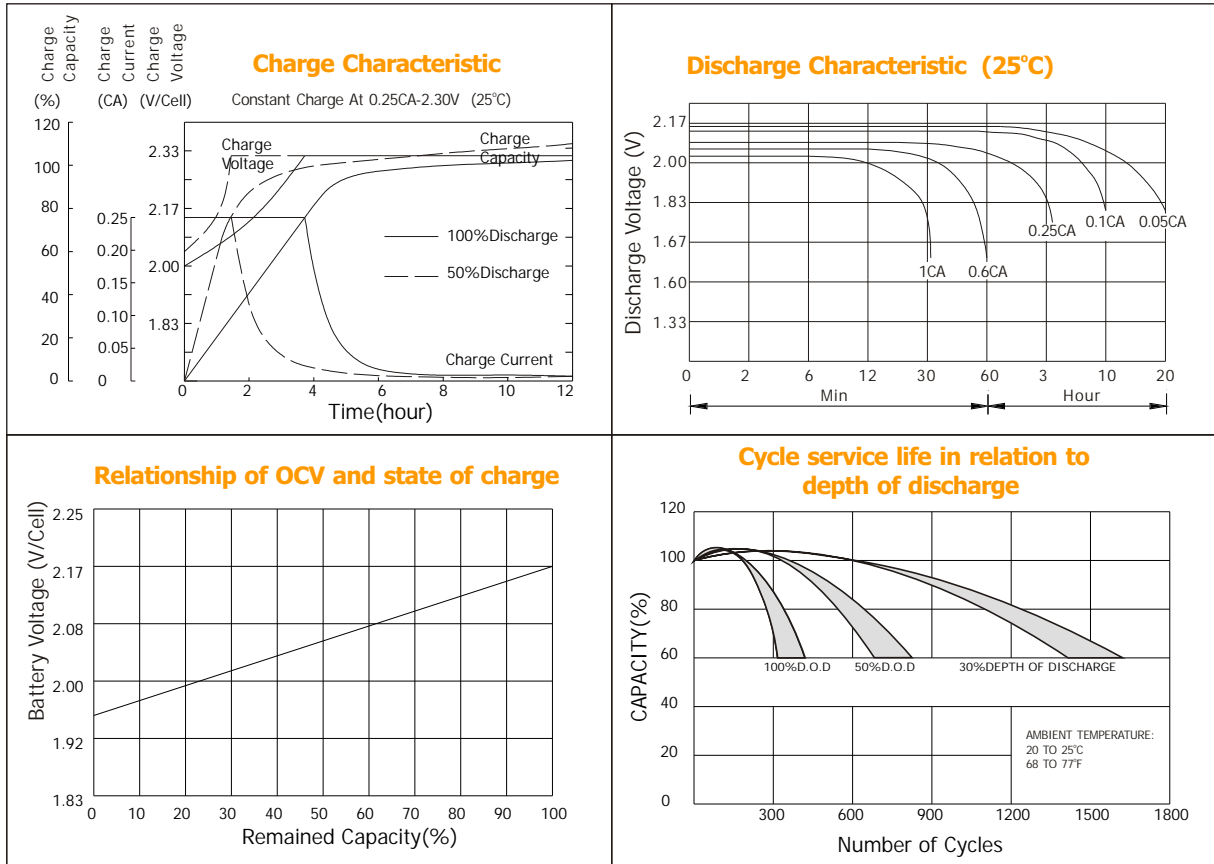 Charge Characteristic
Constant Charge At 0.25CA-2.30V (25°C)
Charge Capacity
Charge Current
Charge Voltage
(%) (CA) (V/Cell)
120
100
80
60
40
20
0
0.25
0.20
0.15
0.10
0.05
0
2.33
2.17
2.00
1.83
Charge
Voltage
Charge
Capacity
100%Discharge
50%Discharge
Charge Current
0 2 4 6 8 10 12
Time(hour)
Discharge Characteristic (25°C)
Discharge Voltage (V)
2.17
2.00
1.83
1.67
1.60
1.33
1CA
0.6CA
0.25CA
0.1CA
0.05CA
0 2 6 12 30 60 3 10 20
Min Hour
Relationship of OCV and state of charge
Battery Voltage (V/Cell)
2.25
2.17
2.08
2.00
1.92
1.83
0 10 20 30 40 50 60 70 80 90 100
Remained Capacity(%)
Cycle service life in relation to
depth of discharge
CAPACITY(%)
120
100
80
60
40
20
0
100%D.O.D
50%D.O.D
30%DEPTH OF DISCHARGE
AMBIENT TEMPERATURE:
20 TO 25°C
68 TO 77°F
300 600 900 1200 1500 1800
Number of Cycles